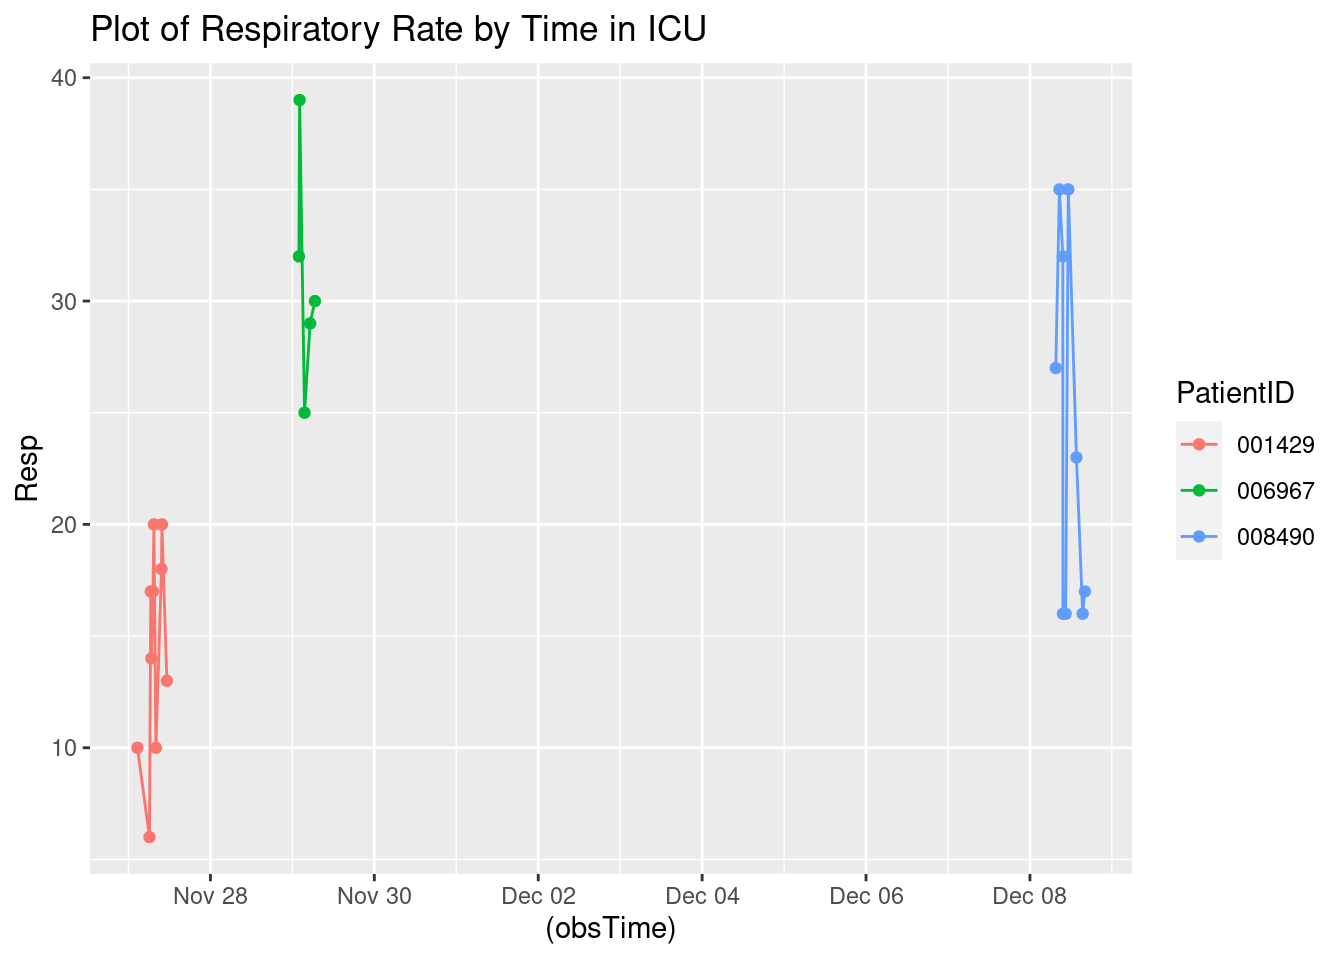 Plot of Respiratory Rate by Time in ICU
40
30
20
10
Resp
Nov 28 Nov 30 Dec 02 Dec 04 Dec 06 Dec 08
(obsTime)
PatientID
001429
006967
008490